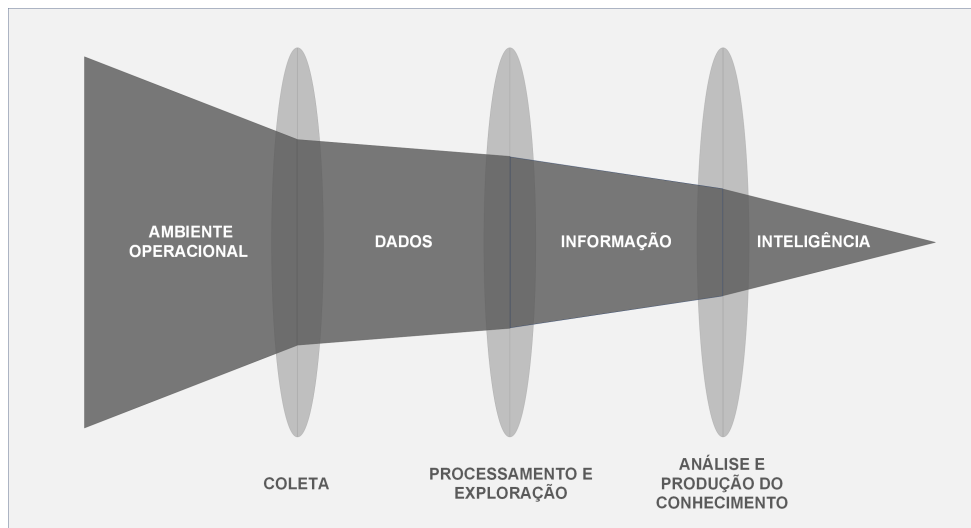 AMBIENTE
OPERACIONAL
DADOS
INFORMAÇÃO
INTELIGÊNCIA
COLETA
PROCESSAMENTO E
EXPLORAÇÃO
ANÁLISE E
PRODUÇÃO DO
CONHECIMENTO